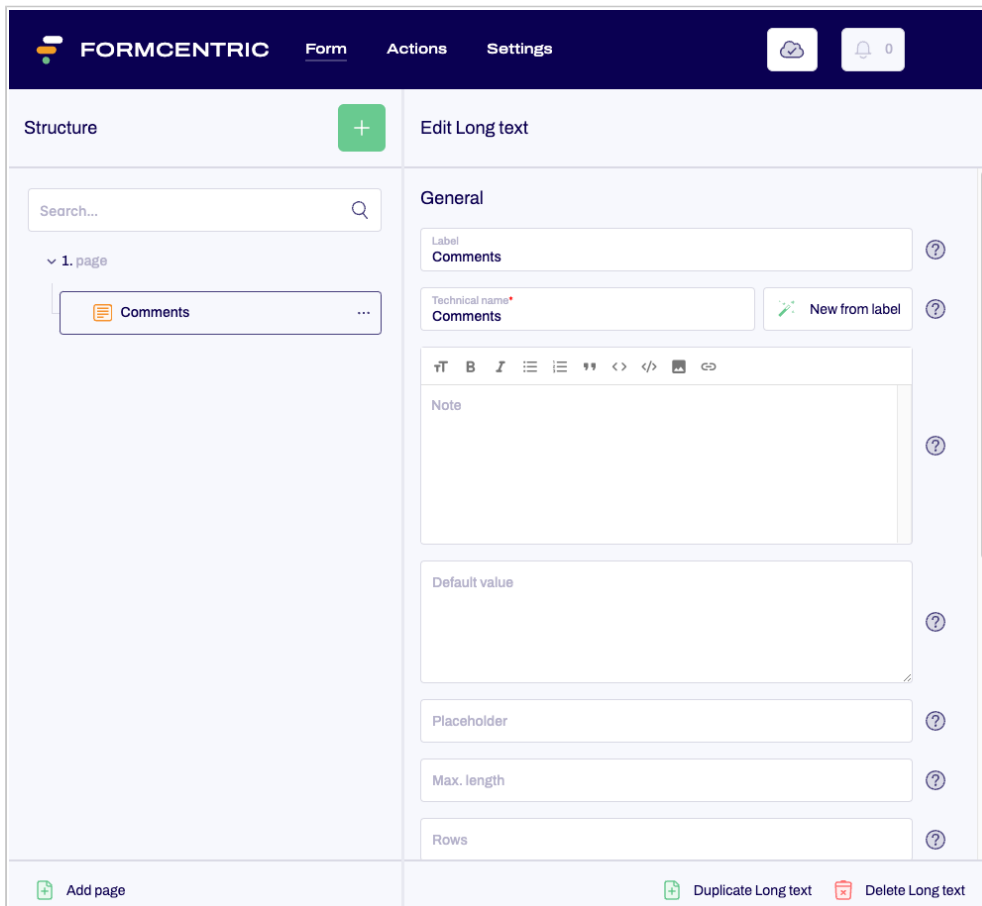 FORMCENTRIC Form Actions Settings 0
Structure
Search...
1. page
Comments ...
Add page
Edit Long text
General
Label
Comments
Technical name*
Comments
New from label
Note
Default value
Placeholder
Max. length
Rows
Duplicate Long text Delete Long text